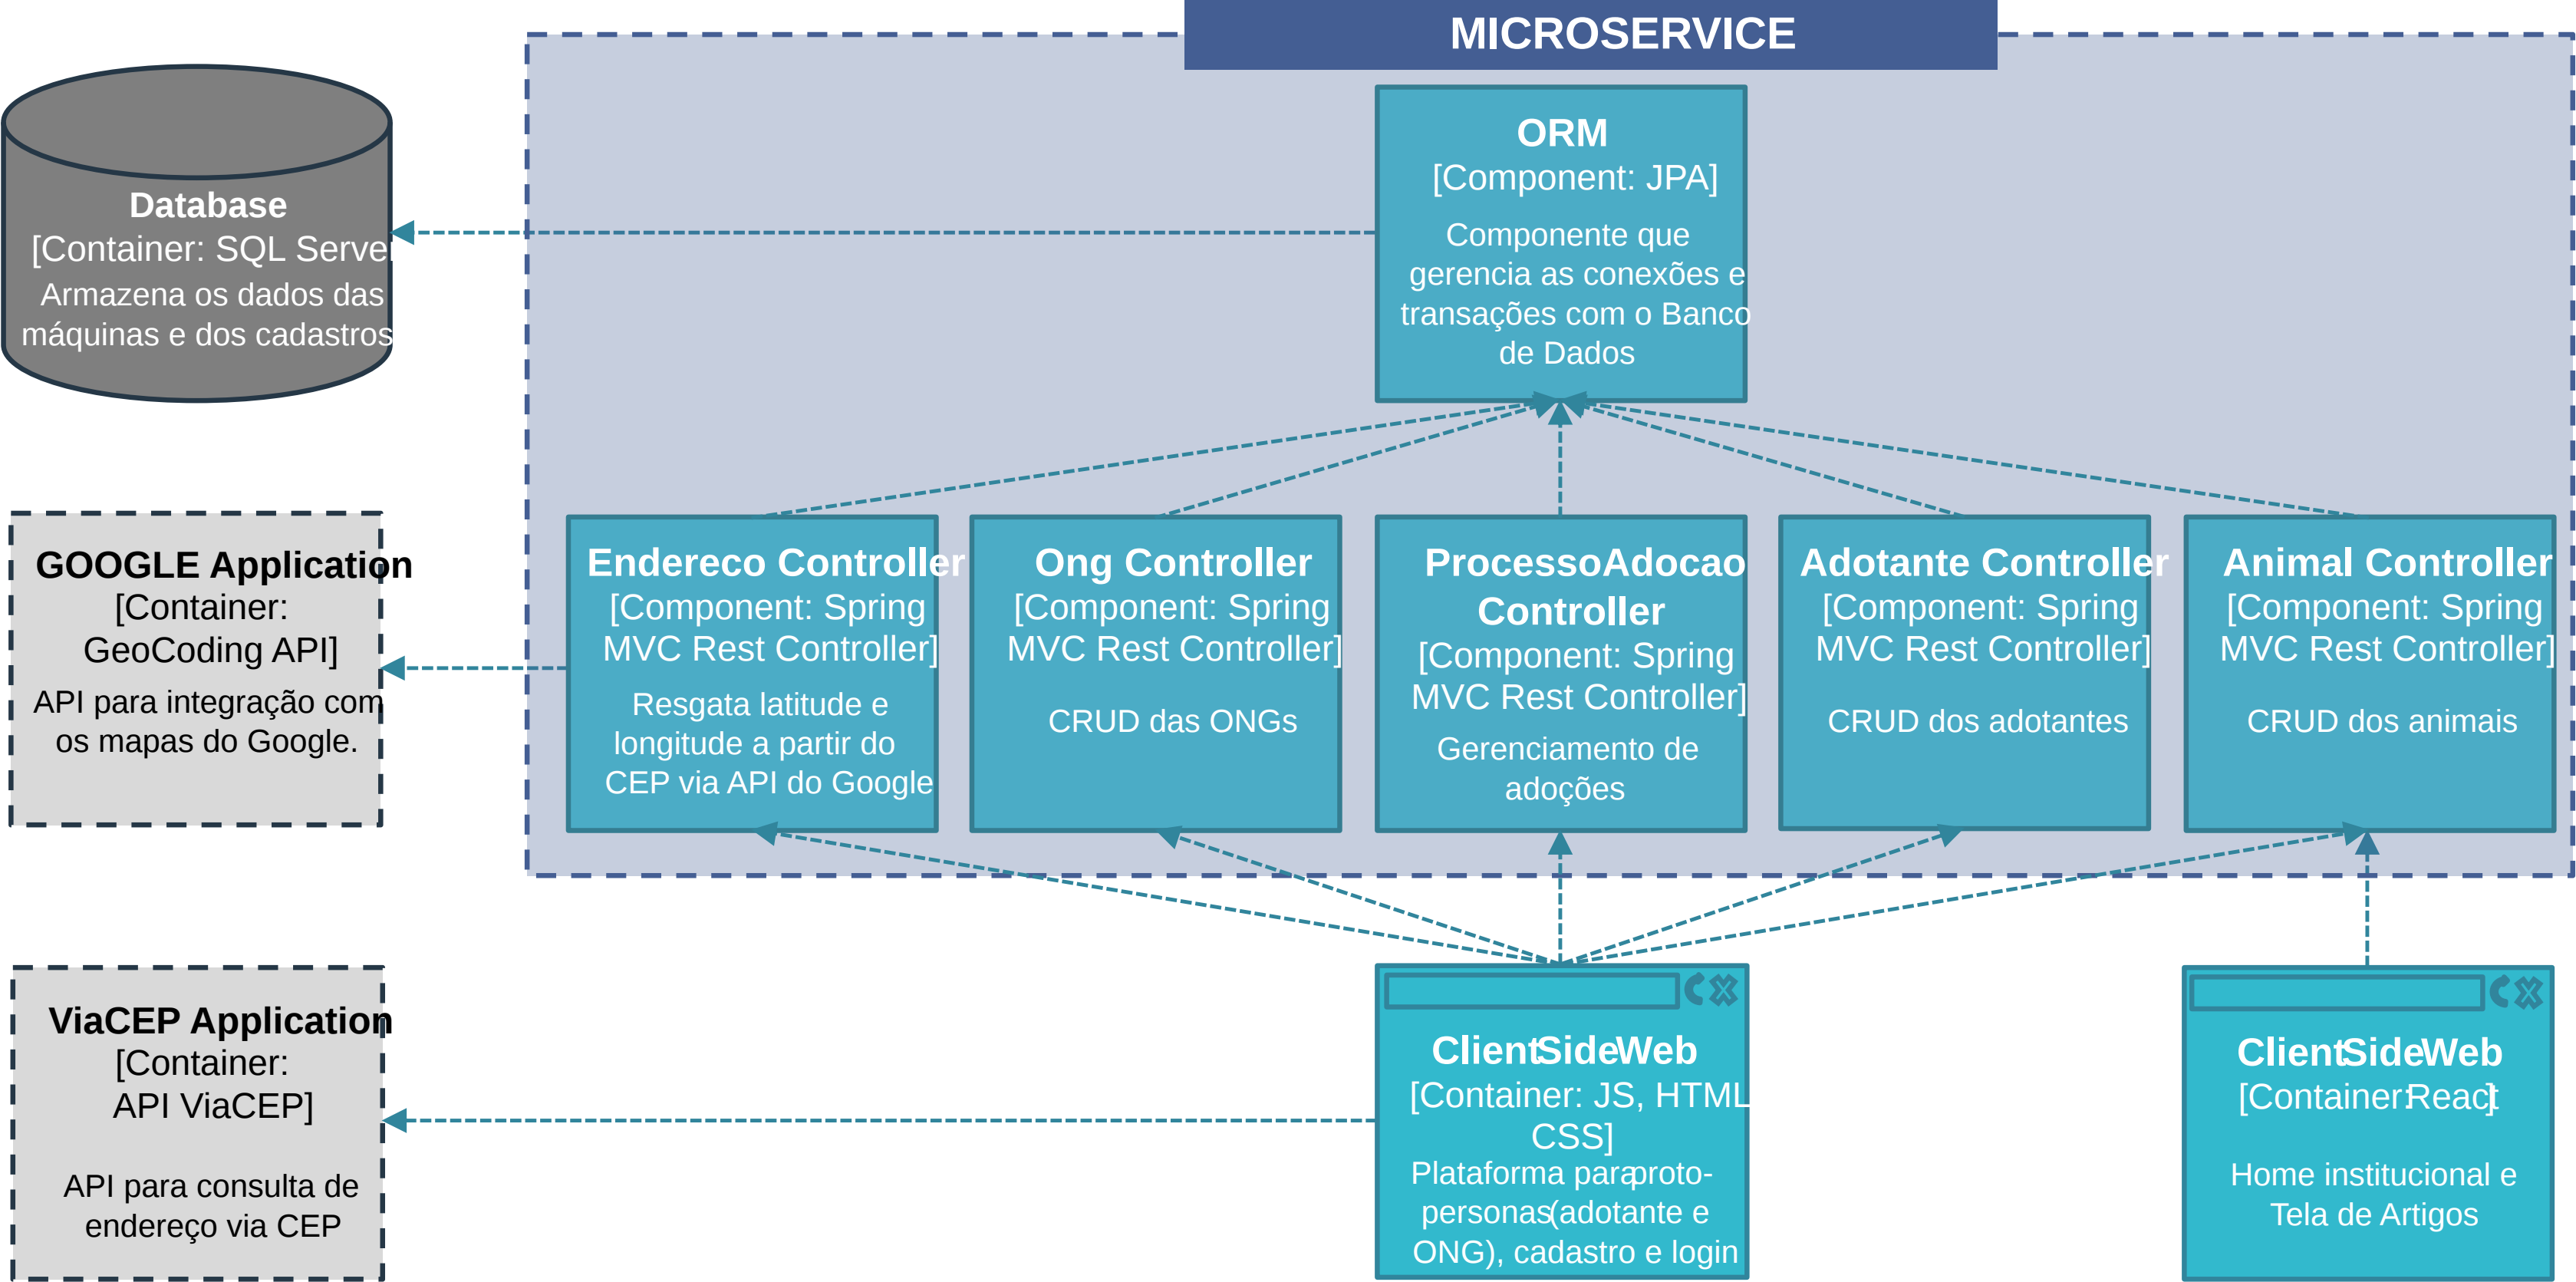 MICROSERVICE
ORM
[Component: JPA]
Componente que
gerencia as conexões e
transações com o Banco
de Dados
Database
[Container: SQL Server
Armazena os dados das
máquinas e dos cadastros
GOOGLE Application
[Container:
GeoCoding API]
API para integração com
os mapas do Google.
Endereco Controller
[Component: Spring
MVC Rest Controller]
Resgata latitude e
longitude a partir do
CEP via API do Google
Ong Controller
[Component: Spring
MVC Rest Controller]
CRUD das ONGs
ProcessoAdocao
Controller
[Component: Spring
MVC Rest Controller]
Gerenciamento de
adoções
Adotante Controller
[Component: Spring
MVC Rest Controller]
CRUD dos adotantes
Animal Controller
[Component: Spring
MVC Rest Controller]
CRUD dos animais
ViaCEP Application
[Container:
API ViaCEP]
API para consulta de
endereço via CEP
Client Side Web
[Container: JS, HTML
CSS]
Plataforma para proto-
personas (adotante e
ONG), cadastro e login
Client Side Web
[Container: React]
Home institucional e
Tela de Artigos